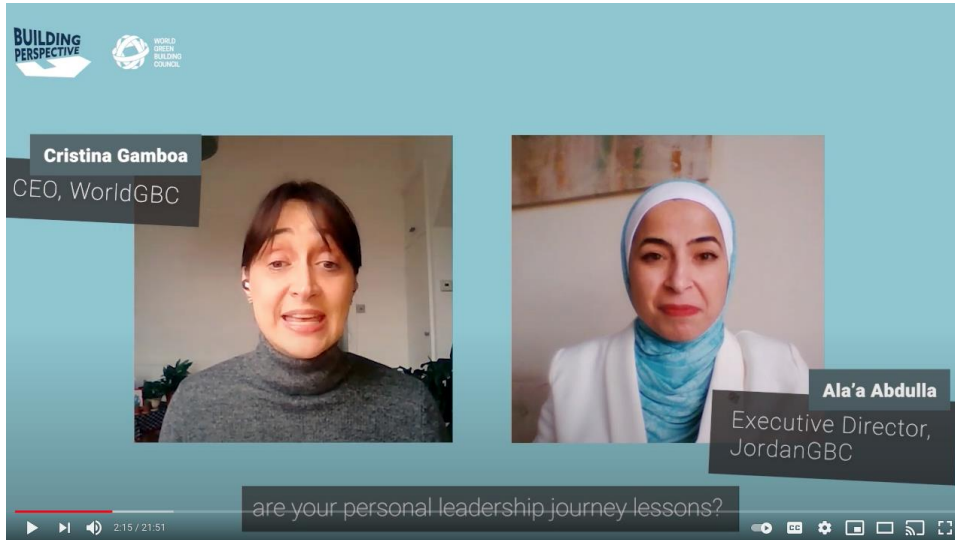 BUILDING
PERSPECTIVE
WORLD
GREEN
BUILDING
COUNCIL
Cristina Gamboa
CEO, WorldGBC
Ala'a Abdulla
Executive Director,
JordanGBC
are your personal leadership journey lessons?
2:15 / 21:51
CC